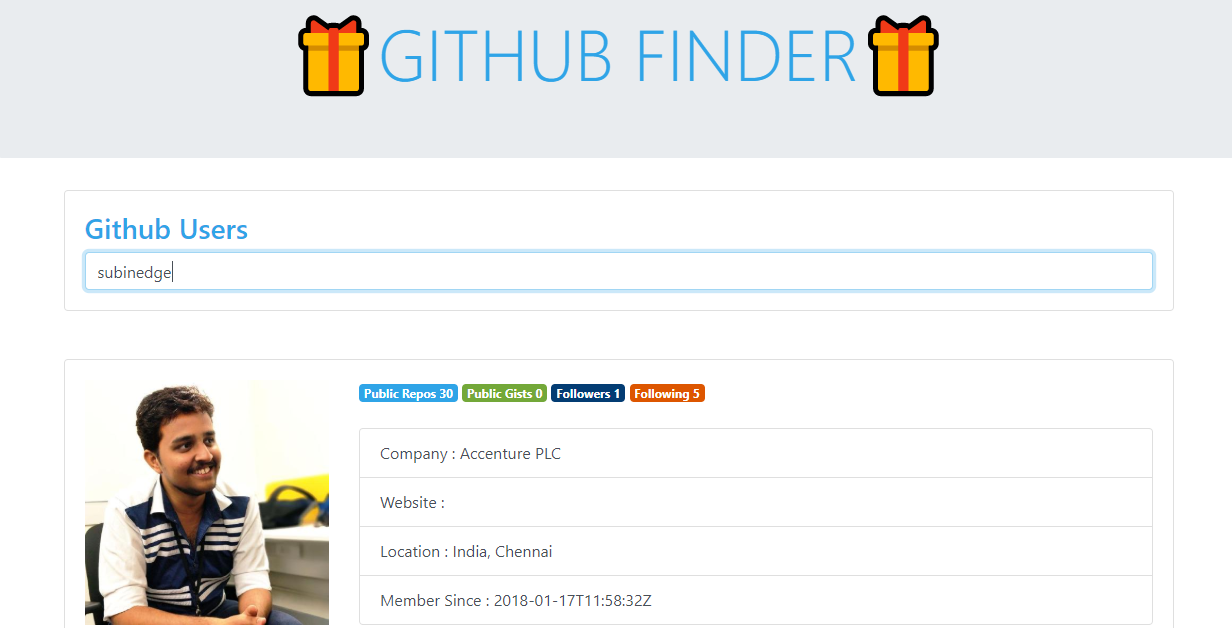 GITHUB FINDER
Github Users
subinedge
Public Repos 30 Public Gists 0 Followers 1 Following 5
Company : Accenture PLC
Website :
Location : India, Chennai
Member Since : 2018-01-17T11:58:32Z